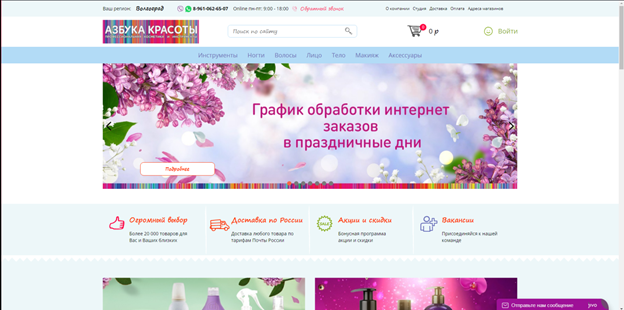 Ваш регион: Волгоград
8-961-062-65-07
Online пн-пт: 9:00 - 18:00
Обратный звонок
О компании Студия Доставка Оплата Адреса магазинов
АЗБУКА КРАСОТЫ
Поиск по сайту
0
0 р
Войти
Инструменты Ногти Волосы Лицо Тело Макияж Аксессуары
График обработки интернет
заказов
в праздничные дни
Подробнее
Огромный выбор
Более 20 000 товаров для
Вас и Ваших близких
Доставка по России
Доставка любого товара по
тарифам Почты России
SALE
Акции и скидки
Бонусная программа
акции и скидки
Вакансии
Присоединяйся к нашей
команде
Отправьте нам сообщение jivo